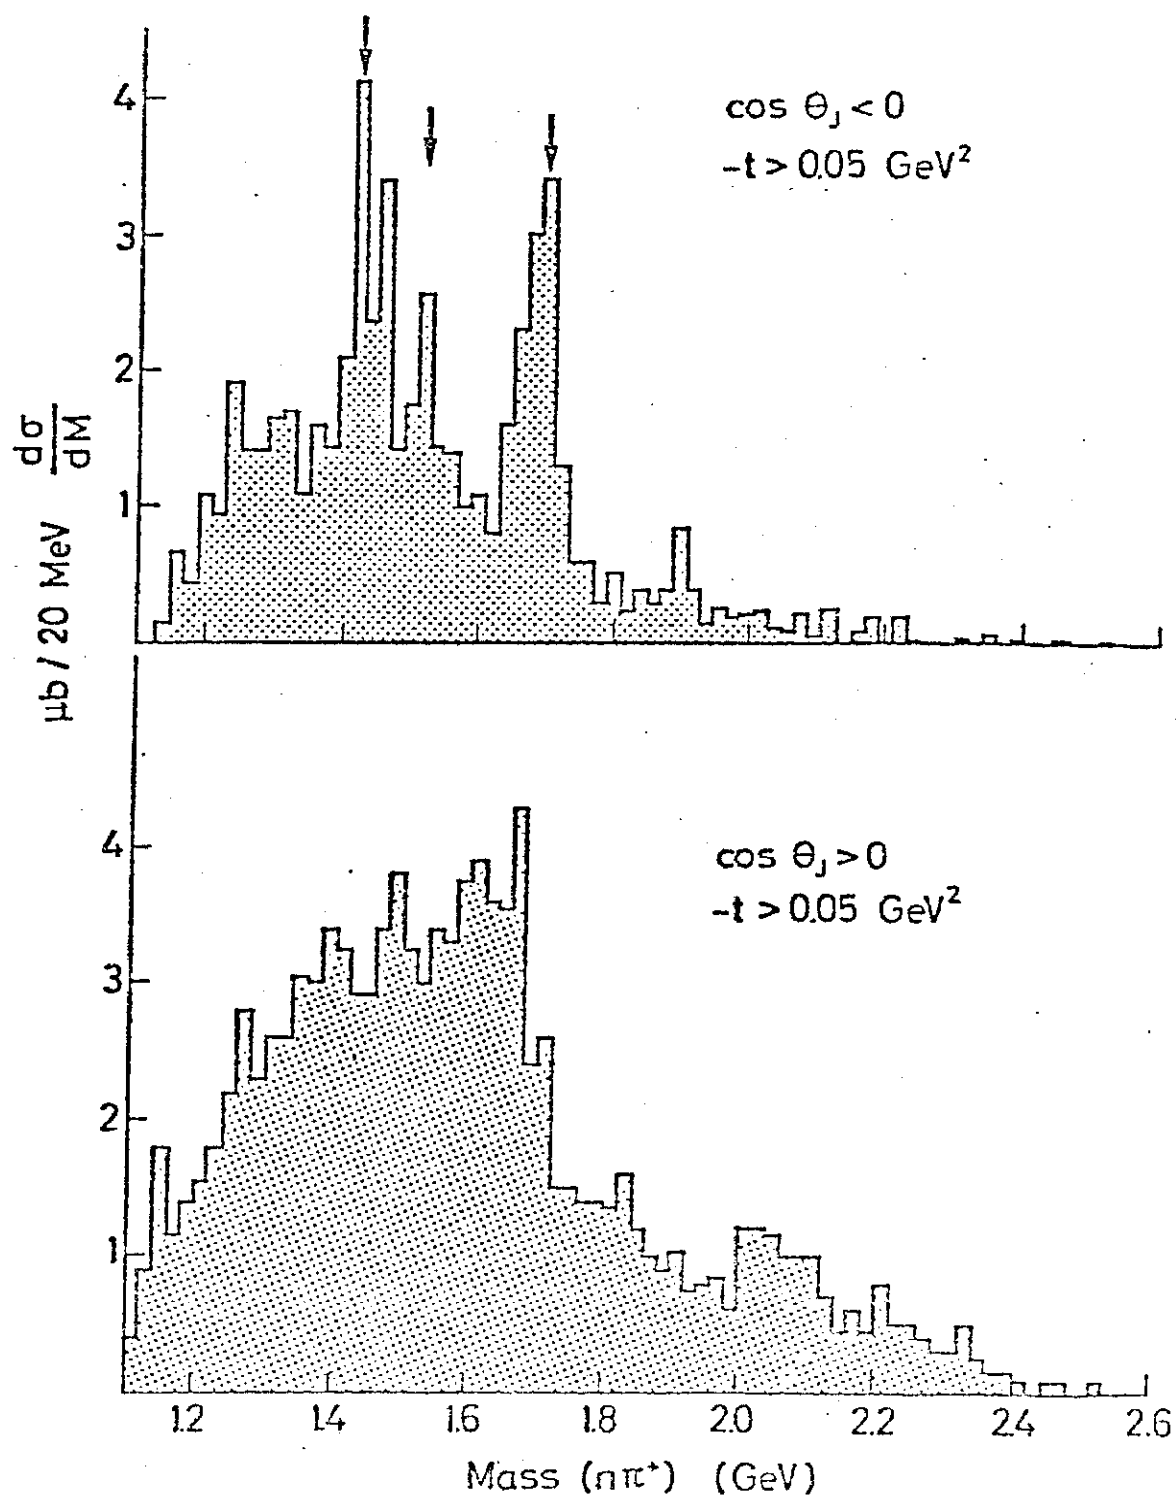 cos θJ < 0
-t > 0.05 GeV²
4
3
2
1
μb / 20 MeV dσ/dM
cos θJ > 0
-t > 0.05 GeV²
4
3
2
1
1.2 1.4 1.6 1.8 2.0 2.2 2.4 2.6
Mass (nπ⁺) (GeV)